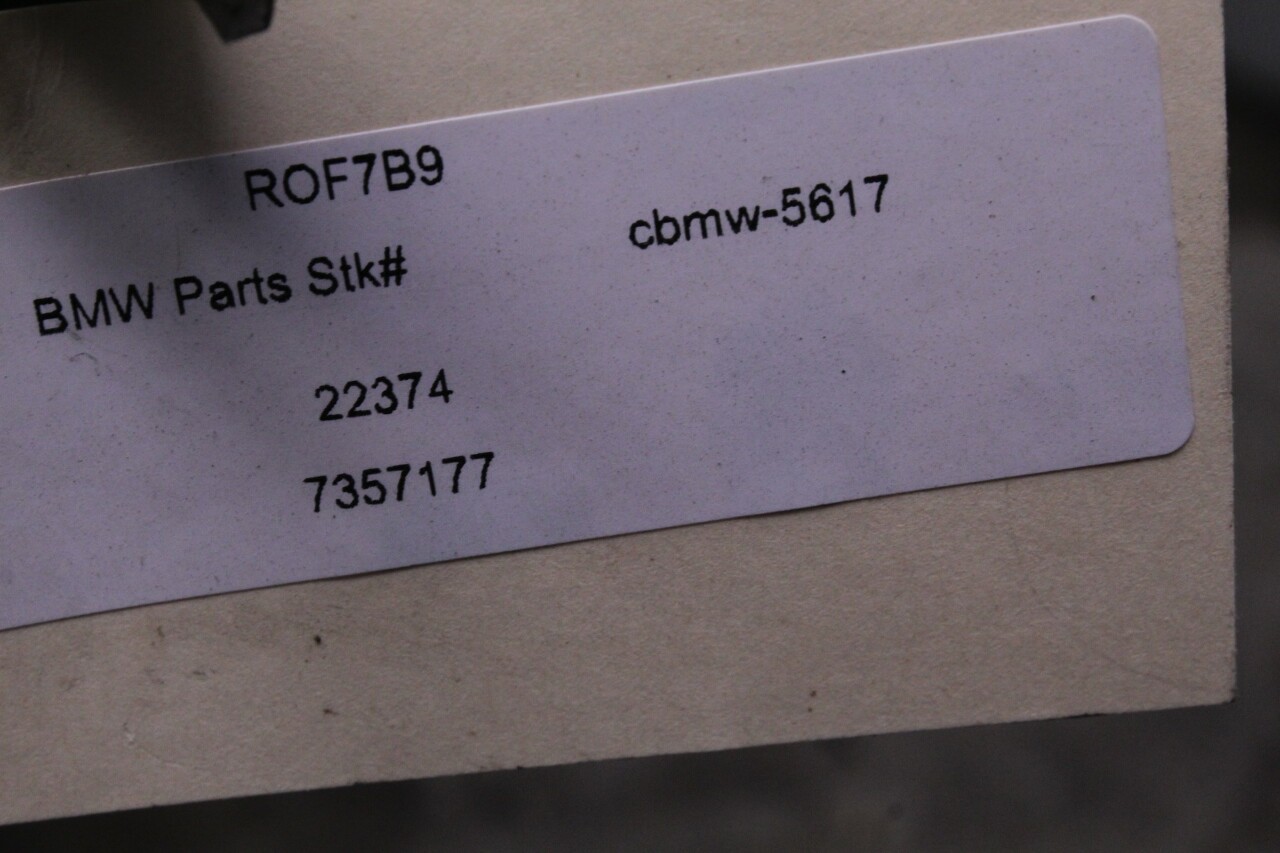 ROF7B9
cbmw-5617
BMW Parts Stk#
22374
7357177